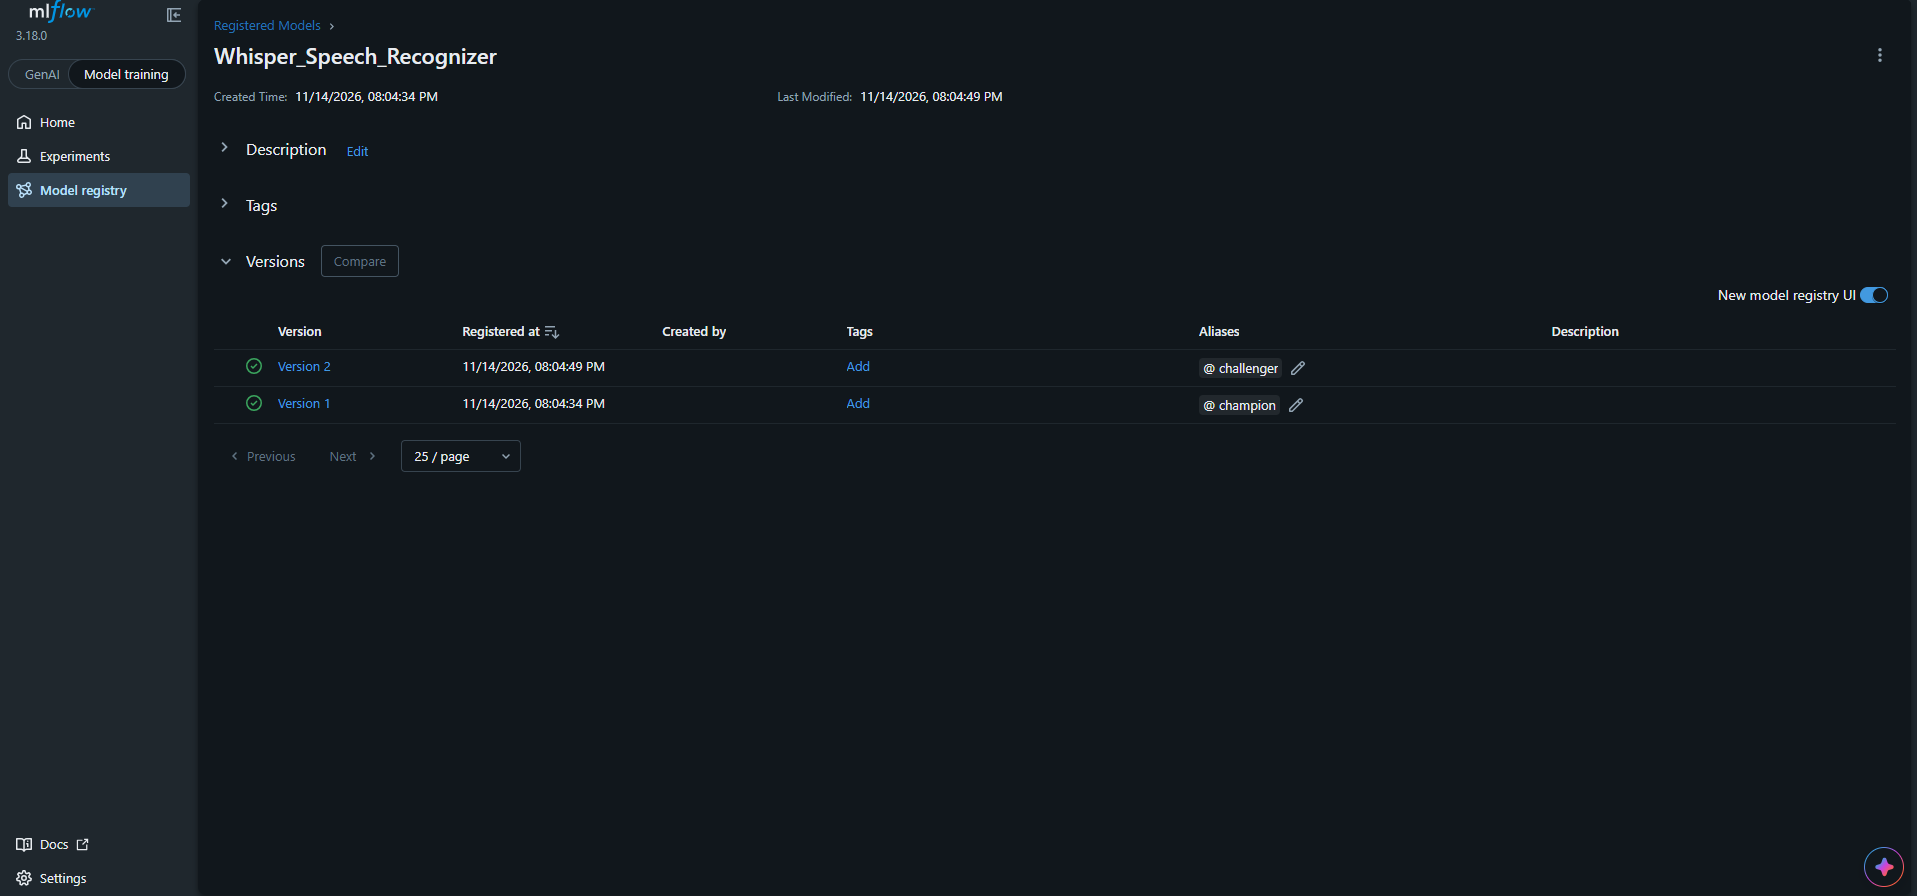 mlflow
3.18.0
GenAI Model training
Home
Experiments
Model registry
Docs
Settings
Registered Models
Whisper_Speech_Recognizer
Created Time: 11/14/2026, 08:04:34 PM Last Modified: 11/14/2026, 08:04:49 PM
Description Edit
Tags
Versions Compare
New model registry UI
Version Registered at Created by Tags Aliases Description
Version 2 11/14/2026, 08:04:49 PM Add @ challenger
Version 1 11/14/2026, 08:04:34 PM Add @ champion
Previous Next 25 / page